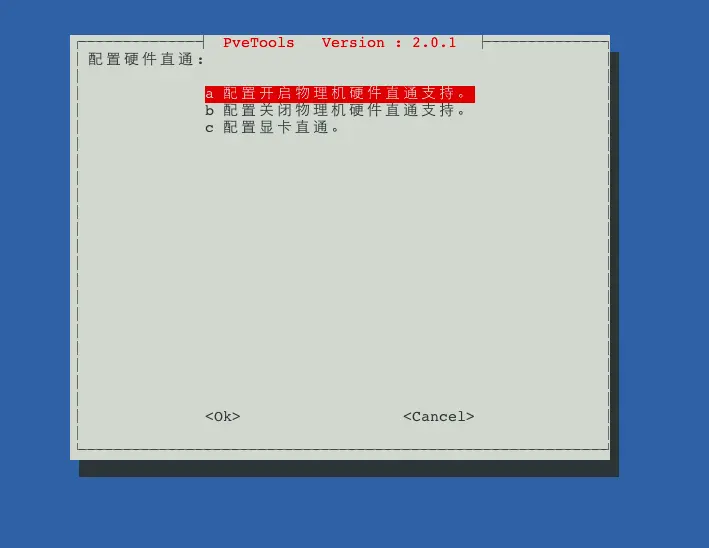 PveTools Version : 2.0.1
配置硬件直通:
a 配置开启物理机硬件直通支持。
b 配置关闭物理机硬件直通支持。
c 配置显卡直通。
<Ok> <Cancel>